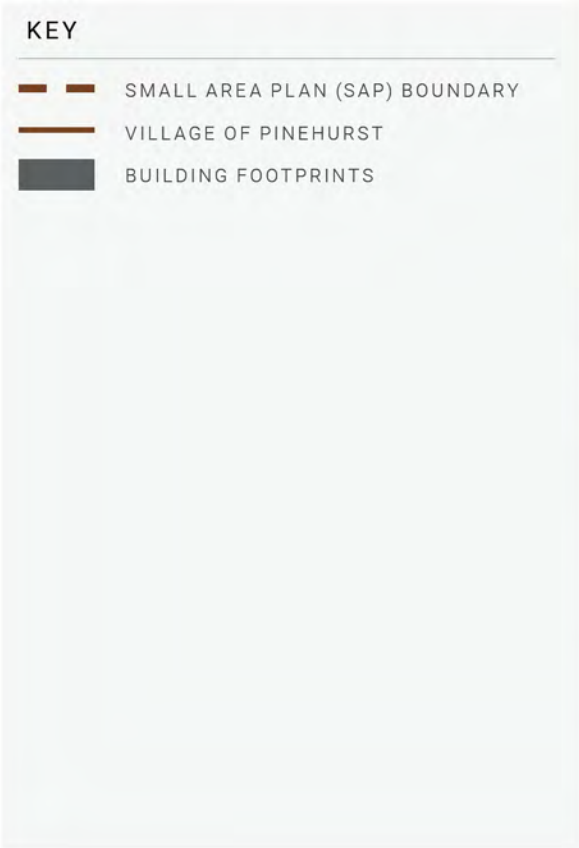 KEY
SMALL AREA PLAN (SAP) BOUNDARY
VILLAGE OF PINEHURST
BUILDING FOOTPRINTS